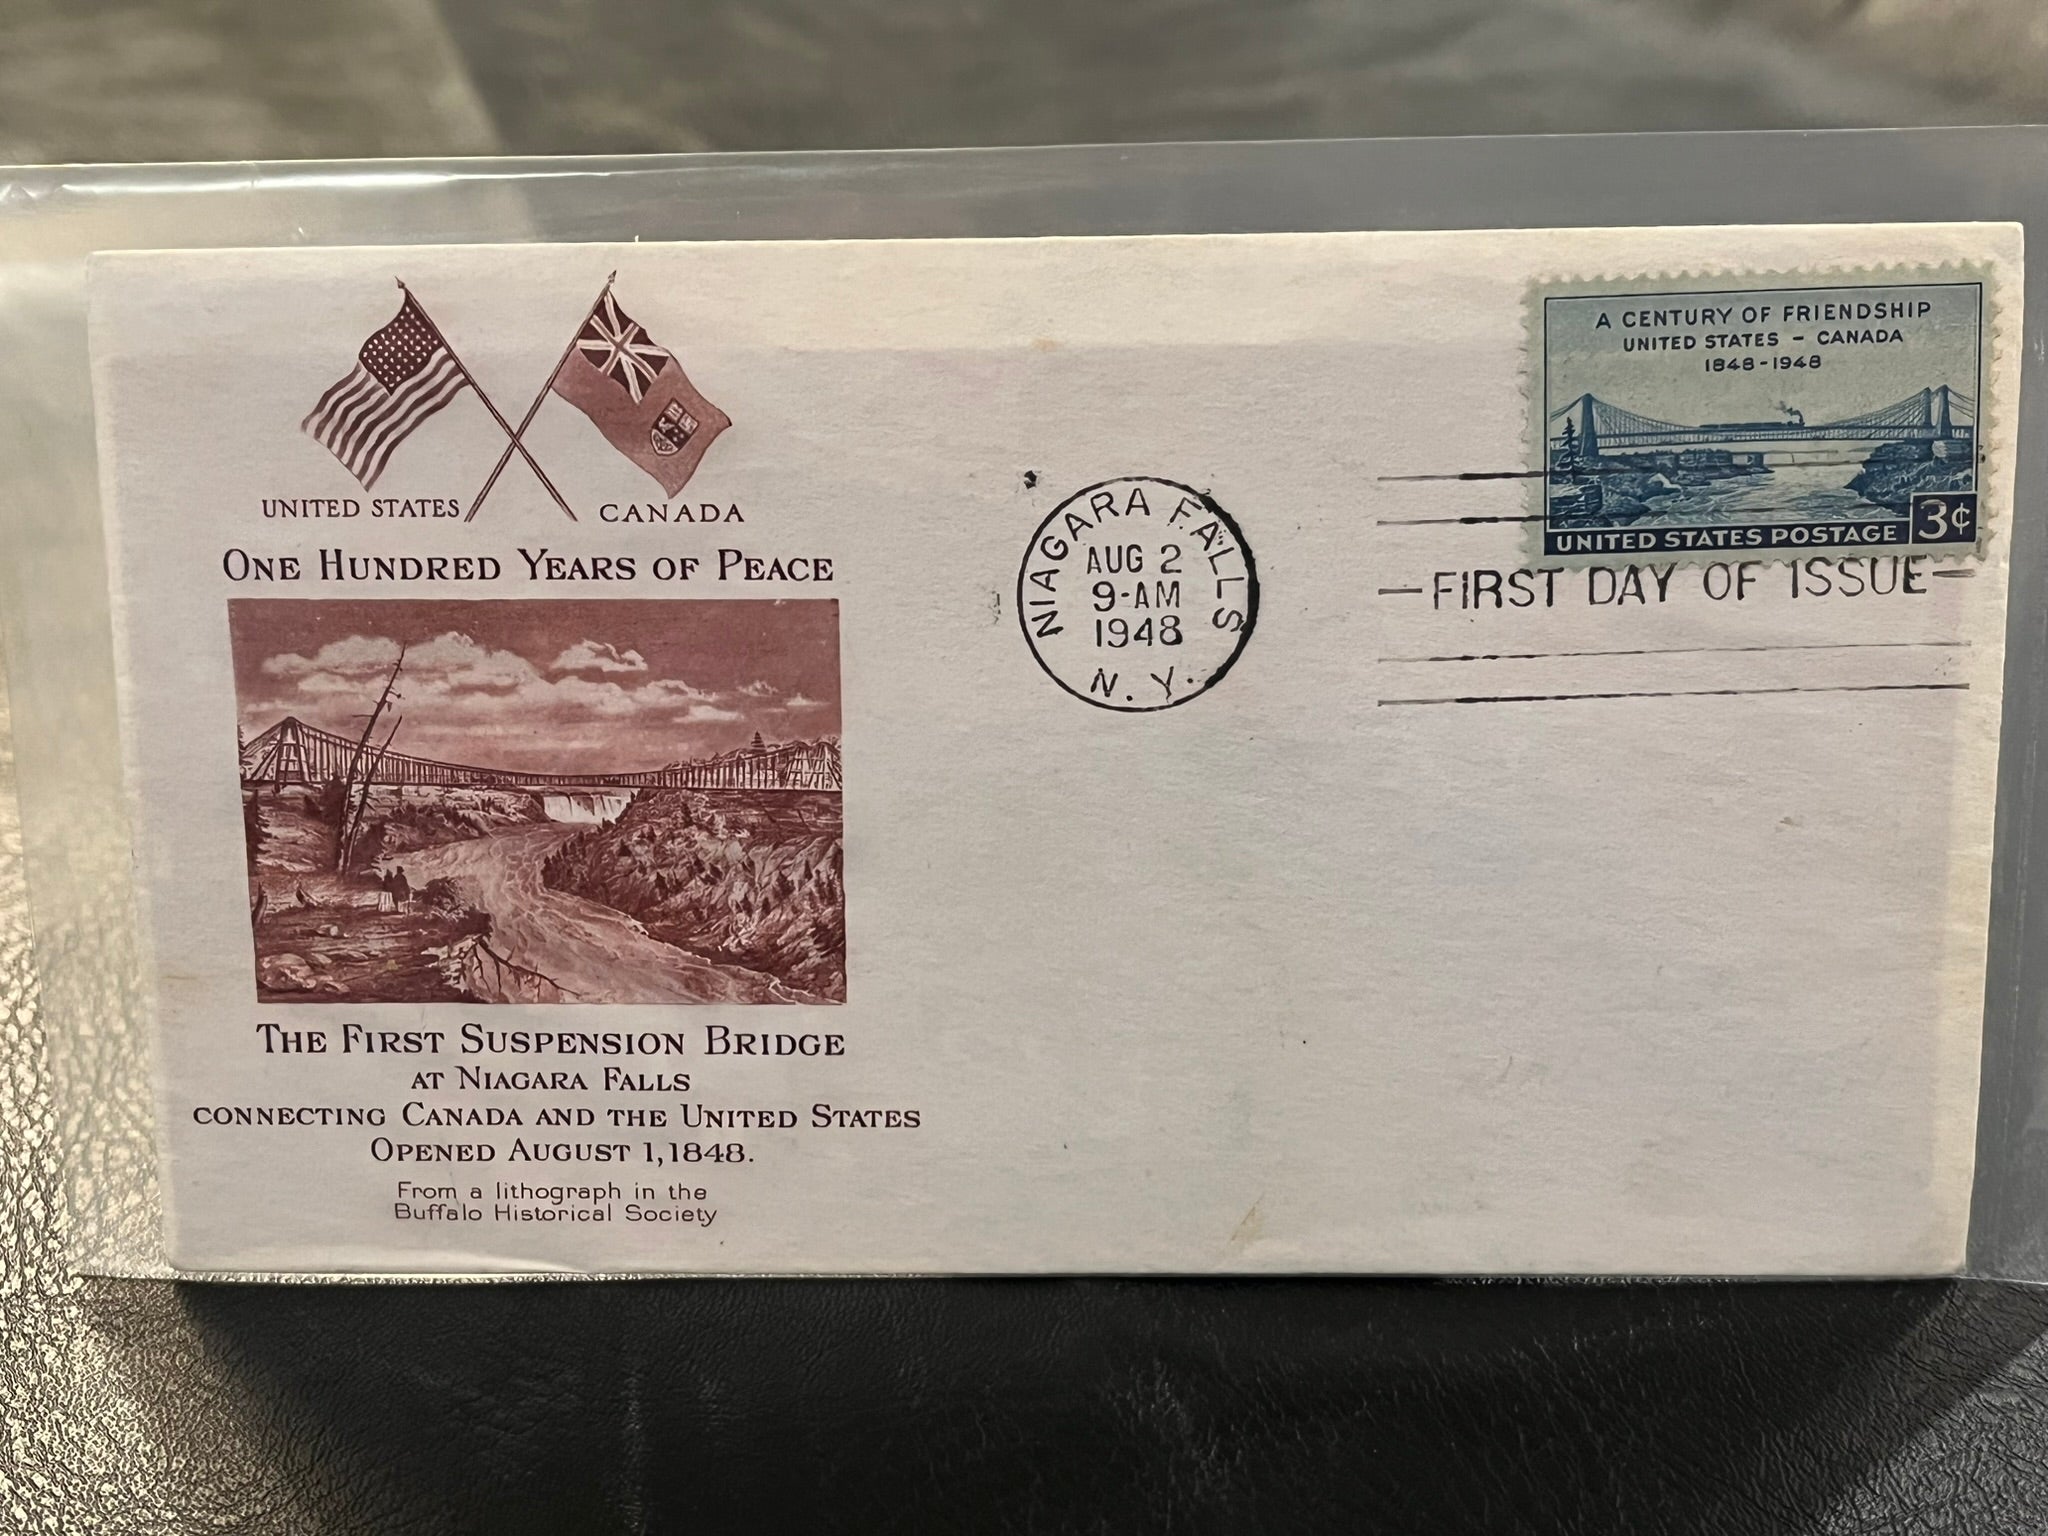 UNITED STATES
CANADA
ONE HUNDRED YEARS OF PEACE
THE FIRST SUSPENSION BRIDGE
AT NIAGARA FALLS
CONNECTING CANADA AND THE UNITED STATES
OPENED AUGUST 1, 1848.
From a lithograph in the
Buffalo Historical Society
NIAGARA FALLS
AUG 2
9-AM
1948
N. Y.
A CENTURY OF FRIENDSHIP
UNITED STATES - CANADA
1848-1948
UNITED STATES POSTAGE 3¢
—FIRST DAY OF ISSUE—